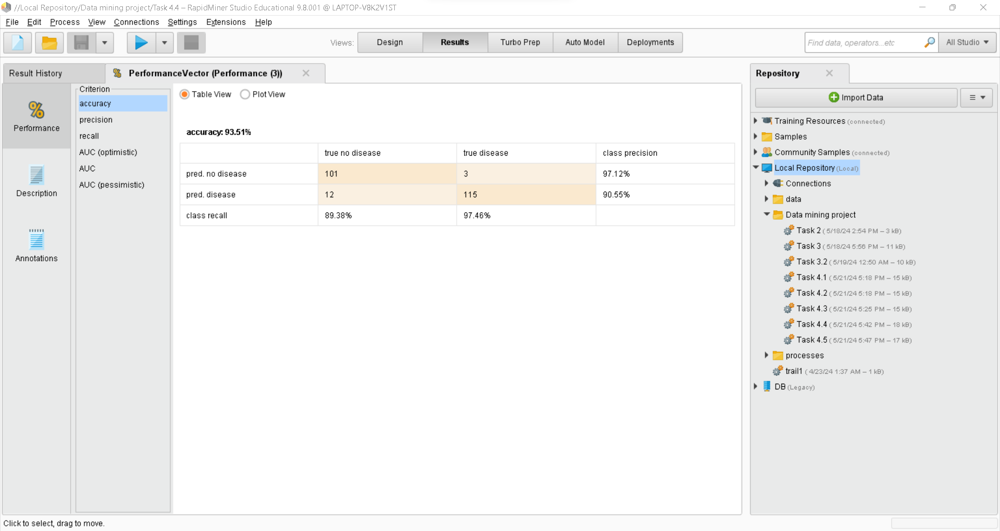 //Local Repository/Data mining project/Task 4.4 – RapidMiner Studio Educational 9.8.001 @ LAPTOP-V8K2V1ST
File Edit Process View Connections Settings Extensions Help
Views: Design Results Turbo Prep Auto Model Deployments
Find data, operators...etc All Studio
Result History
PerformanceVector (Performance (3))
Performance
Description
Annotations
Criterion
accuracy
precision
recall
AUC (optimistic)
AUC
AUC (pessimistic)
Table View Plot View
accuracy: 93.51%
true no disease true disease class precision
pred. no disease 101 3 97.12%
pred. disease 12 115 90.55%
class recall 89.38% 97.46%
Repository
Import Data
Training Resources (connected)
Samples
Community Samples (connected)
Local Repository (Local)
Connections
data
Data mining project
Task 2 ( 5/18/24 2:54 PM – 3 kB)
Task 3 ( 5/18/24 5:56 PM – 11 kB)
Task 3.2 ( 5/19/24 12:50 AM – 10 kB)
Task 4.1 ( 5/21/24 5:18 PM – 15 kB)
Task 4.2 ( 5/21/24 5:18 PM – 15 kB)
Task 4.3 ( 5/21/24 5:25 PM – 15 kB)
Task 4.4 ( 5/21/24 5:42 PM – 18 kB)
Task 4.5 ( 5/21/24 5:47 PM – 17 kB)
processes
trail1 ( 4/23/24 1:37 AM – 1 kB)
DB (Legacy)
Click to select, drag to move.